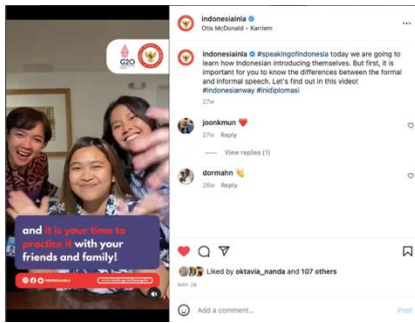 indonesiainla
Otis McDonald • Karriem
G20
indonesiainla #speakingofindonesia today we are going to
learn how Indonesian introducing themselves. But first, it is
important for you to know the differences between the formal
and informal speech. Let's find out in this video!
#indonesianway #inidiplomasi
27w
joonkmun ❤️
27w Reply
View replies (1)
dormahn 👏
26w Reply
and it is your time to
practice it with your
friends and family!
Liked by oktavia_nanda and 107 others
MAY 28
Add a comment...
Post